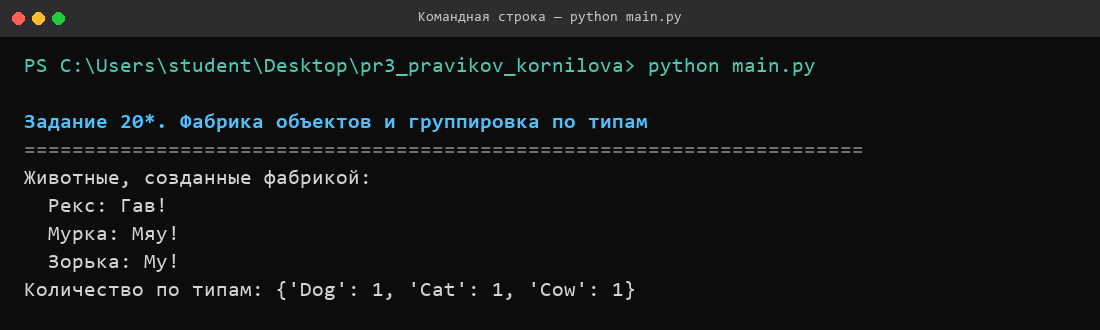 Командная строка — python main.py
PS C:\Users\student\Desktop\pr3_pravikov_kornilova> python main.py
Задание 20*. Фабрика объектов и группировка по типам
======================================================================
Животные, созданные фабрикой:
  Рекс: Гав!
  Мурка: Мяу!
  Зорька: Му!
Количество по типам: {'Dog': 1, 'Cat': 1, 'Cow': 1}